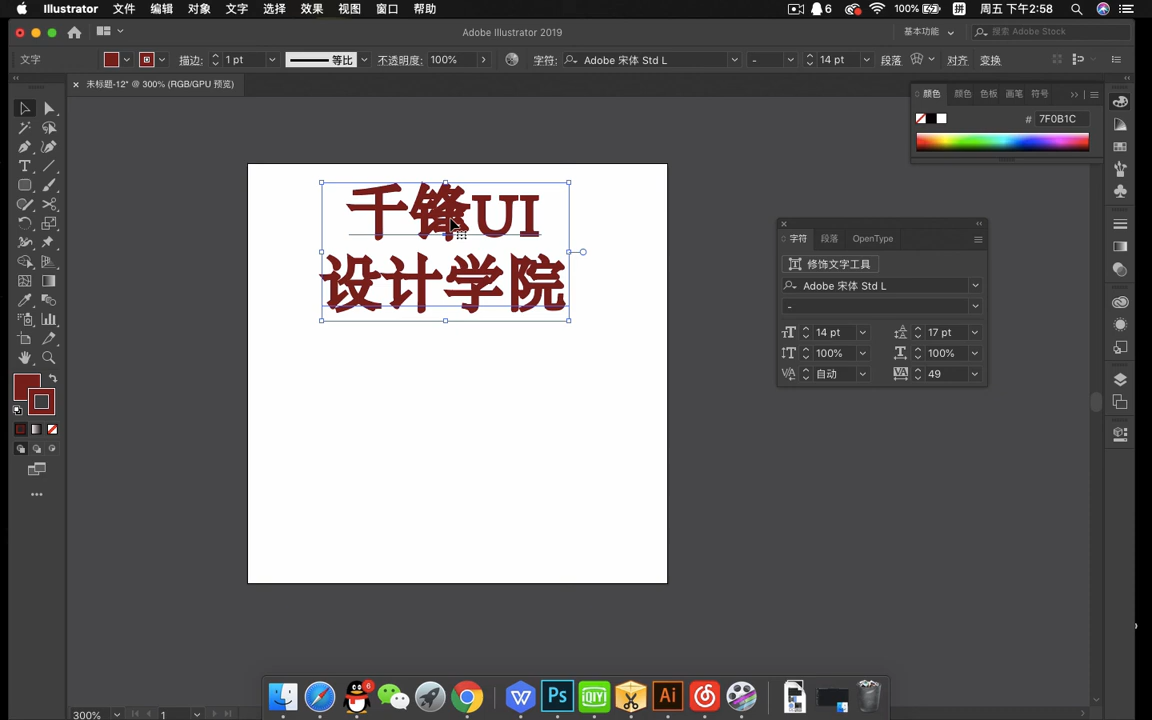 Illustrator 文件 编辑 对象 文字 选择 效果 视图 窗口 帮助 6 100% 拼 周五 下午2:58
Adobe Illustrator 2019 基本功能 搜索 Adobe Stock
文字 描边: 1 pt 等比 不透明度: 100% 字符: Adobe 宋体 Std L - 14 pt 段落 对齐 变换
× 未标题-12* @ 300% (RGB/GPU 预览)
颜色 颜色 色板 画笔 符号
# 7F0B1C
千锋UI
设计学院
字符 段落 OpenType
修饰文字工具
Adobe 宋体 Std L
-
14 pt 17 pt
100% 100%
自动 49
6 Ps iQIYI Ai
300% 1